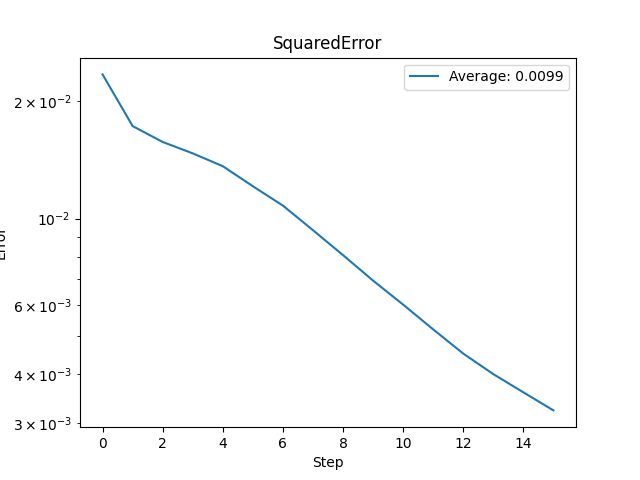 SquaredError
Average: 0.0099
2 × 10⁻²
10⁻²
6 × 10⁻³
4 × 10⁻³
3 × 10⁻³
Error
0 2 4 6 8 10 12 14
Step